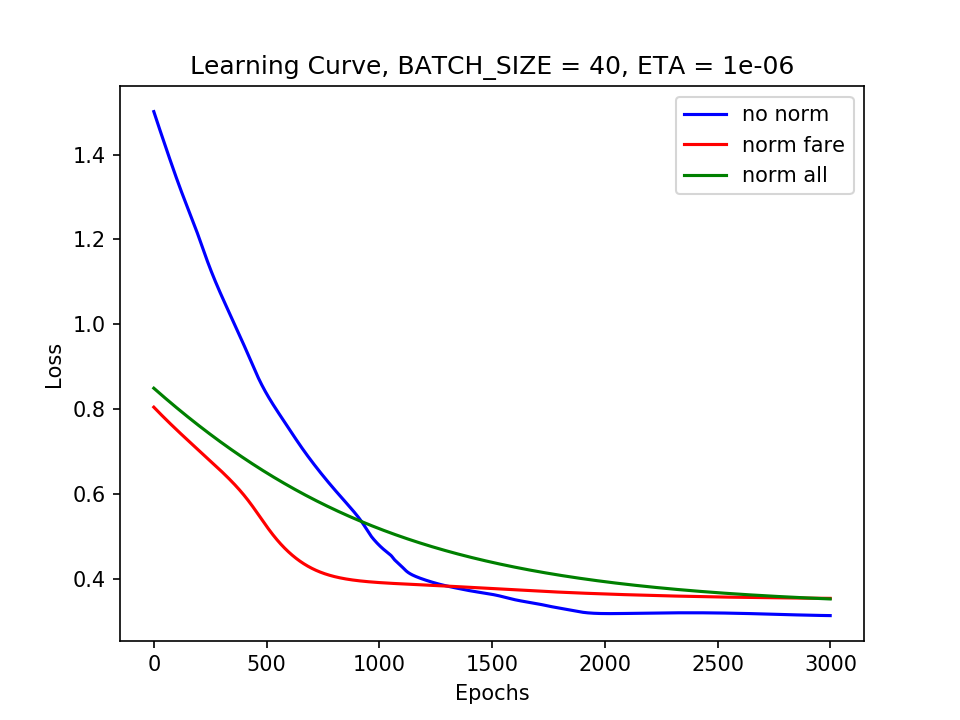 Learning Curve, BATCH_SIZE = 40, ETA = 1e-06
no norm
norm fare
norm all
1.4
1.2
1.0
0.8
0.6
0.4
Loss
0 500 1000 1500 2000 2500 3000
Epochs